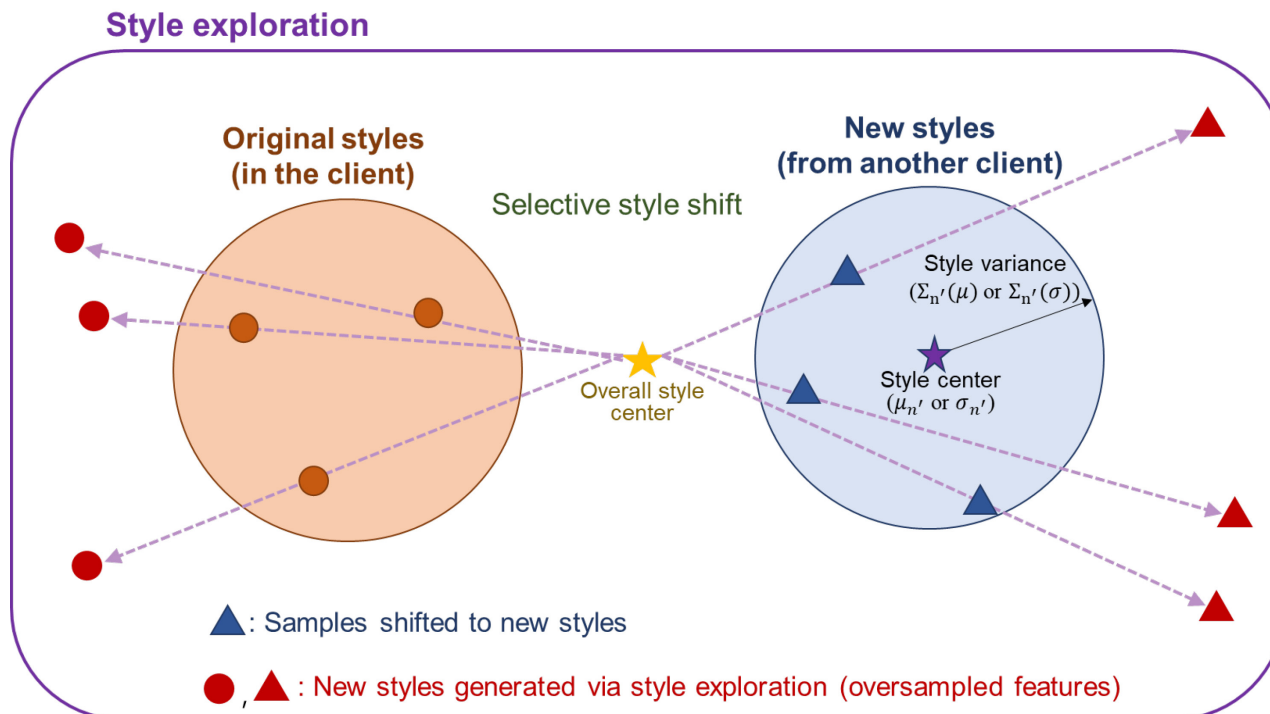 Style exploration
Original styles
(in the client)
New styles
(from another client)
Selective style shift
Style variance
(Σn′(μ) or Σn′(σ))
Overall style
center
Style center
(μn′ or σn′)
: Samples shifted to new styles
, : New styles generated via style exploration (oversampled features)